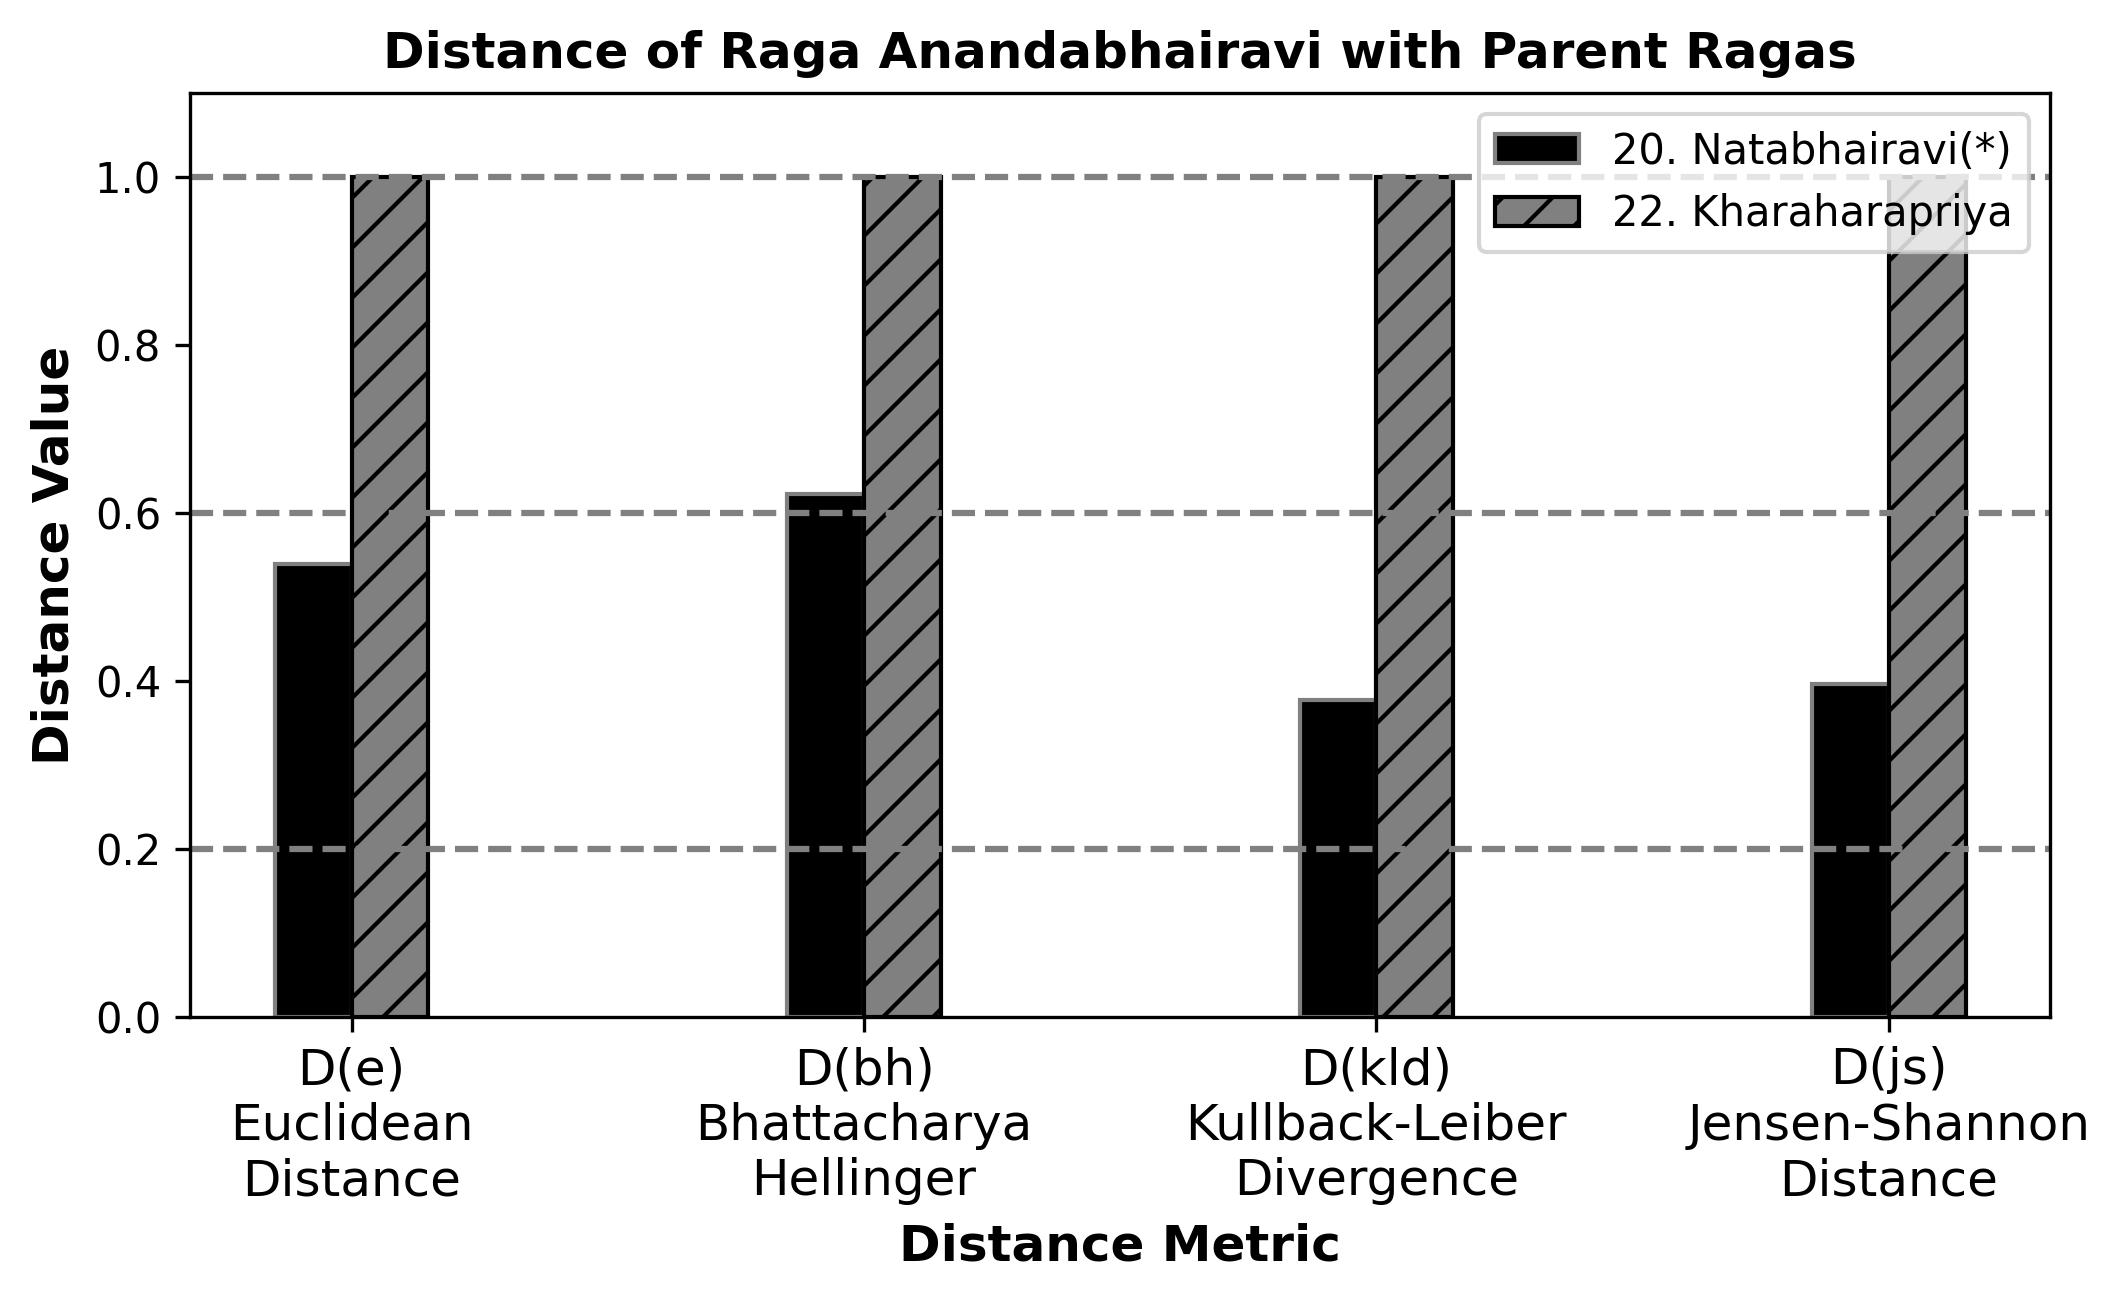 Distance of Raga Anandabhairavi with Parent Ragas
20. Natabhairavi(*)
22. Kharaharapriya
Distance Value
1.0
0.8
0.6
0.4
0.2
0.0
D(e)
Euclidean
Distance
D(bh)
Bhattacharya
Hellinger
D(kld)
Kullback-Leiber
Divergence
D(js)
Jensen-Shannon
Distance
Distance Metric